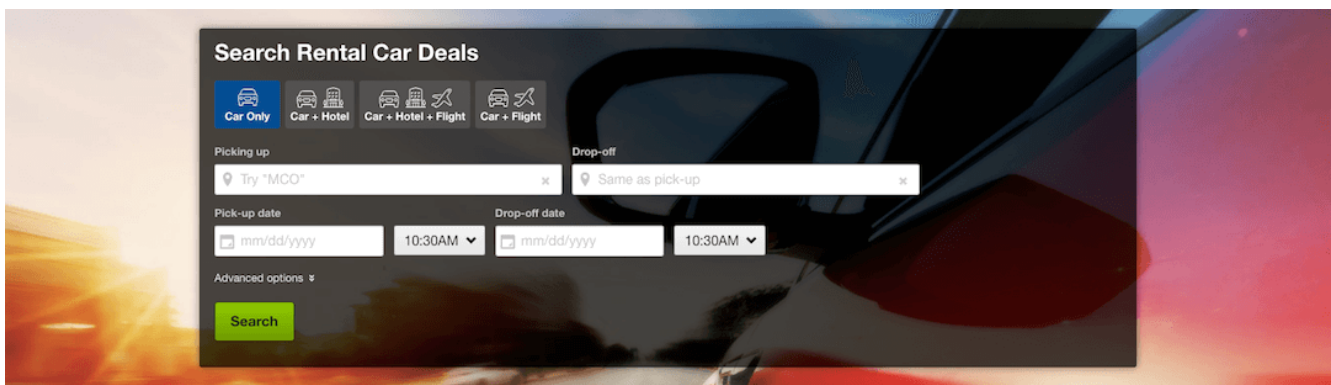 Search Rental Car Deals
Car Only Car + Hotel Car + Hotel + Flight Car + Flight
Picking up Drop-off
Try "MCO" × Same as pick-up ×
Pick-up date Drop-off date
mm/dd/yyyy 10:30AM mm/dd/yyyy 10:30AM
Advanced options
Search